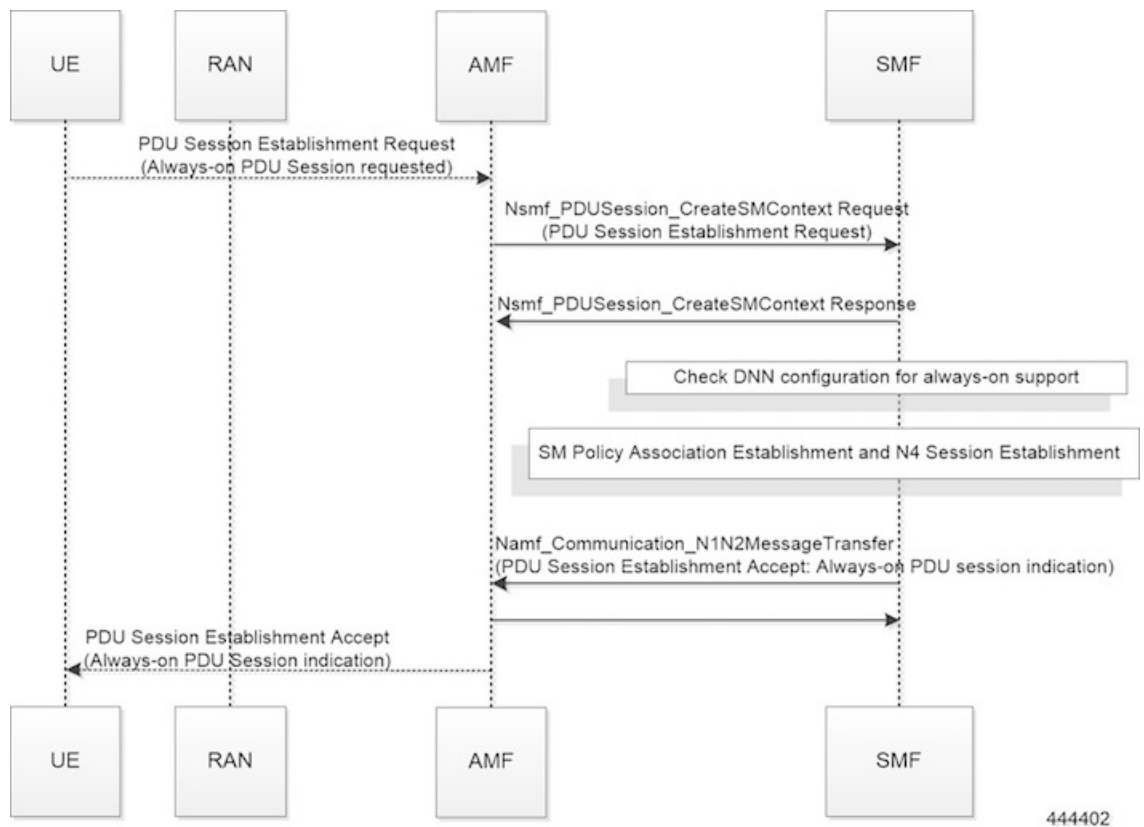 UE
RAN
AMF
SMF
PDU Session Establishment Request
(Always-on PDU Session requested)
Nsmf_PDUSession_CreateSMContext Request
(PDU Session Establishment Request)
Nsmf_PDUSession_CreateSMContext Response
Check DNN configuration for always-on support
SM Policy Association Establishment and N4 Session Establishment
Namf_Communication_N1N2MessageTransfer
(PDU Session Establishment Accept: Always-on PDU session indication)
PDU Session Establishment Accept
(Always-on PDU Session indication)
UE
RAN
AMF
SMF
444402